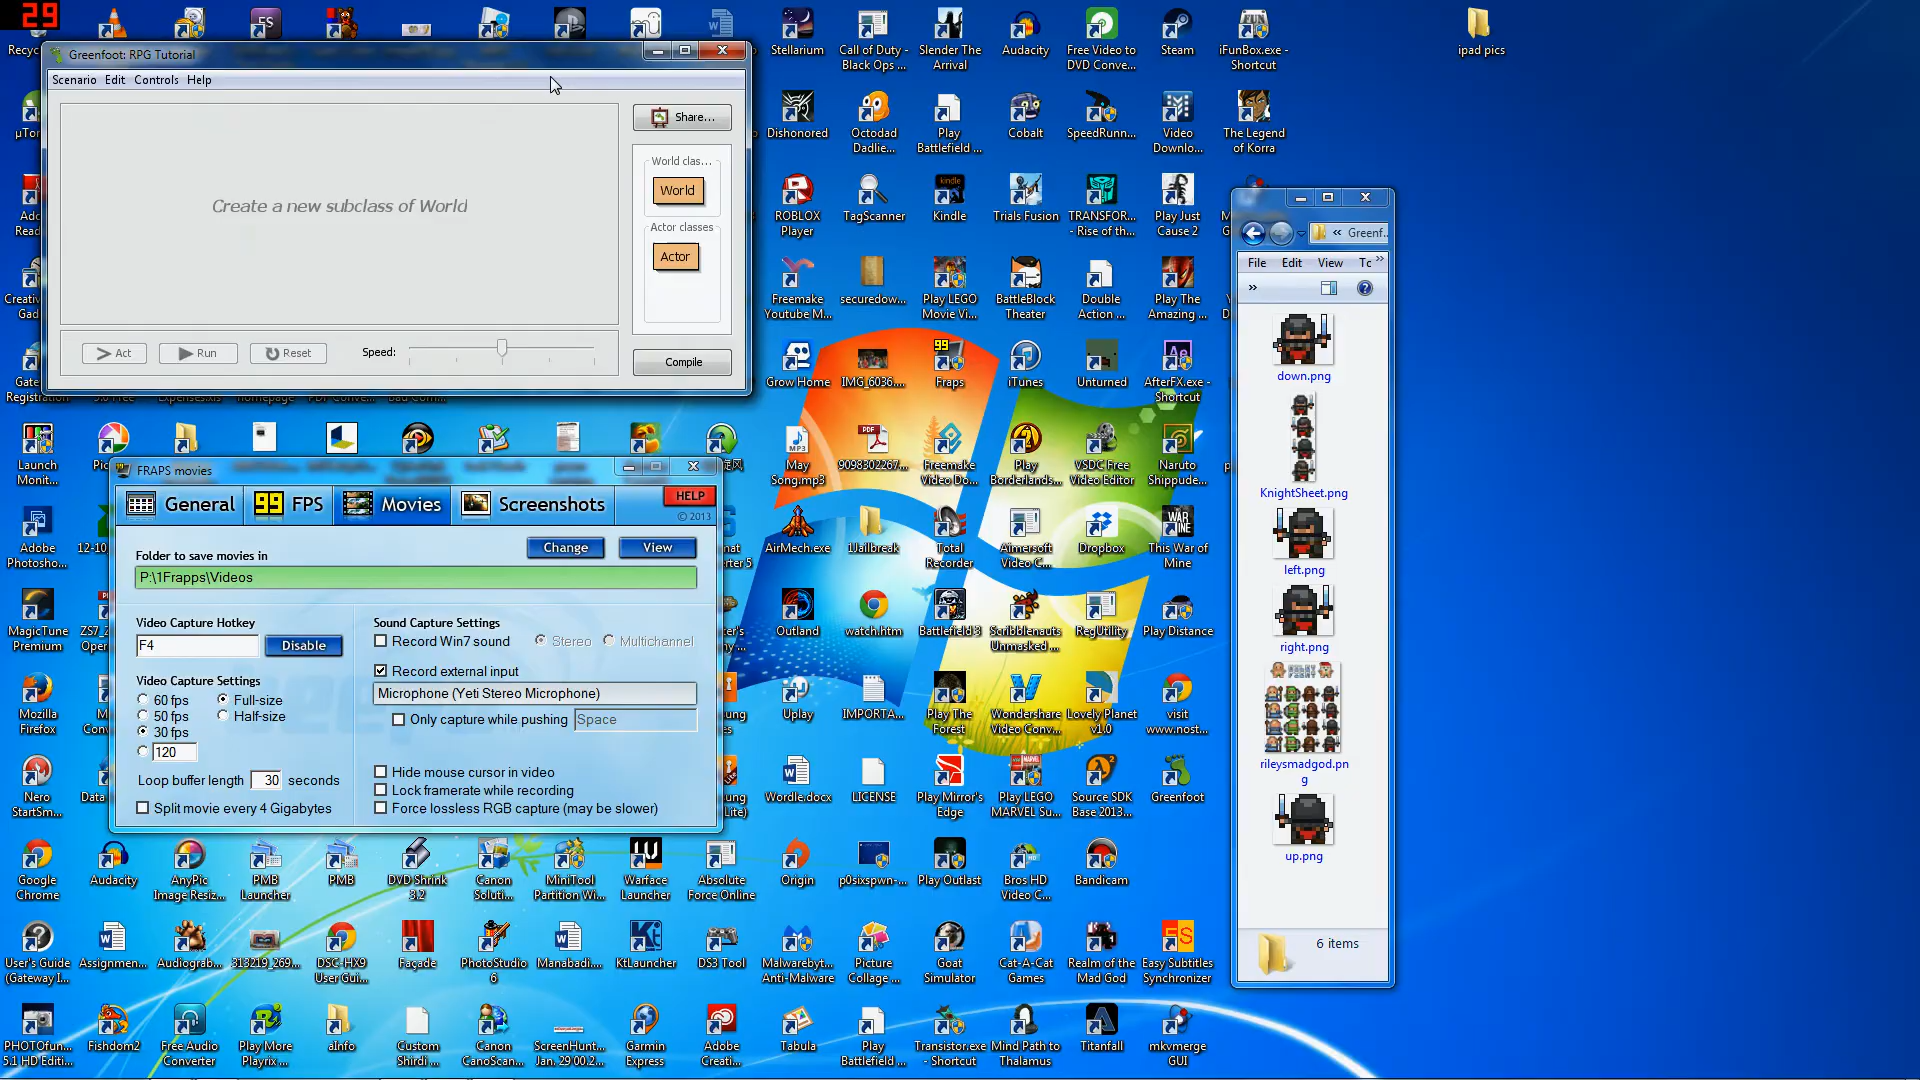 29
Greenfoot: RPG Tutorial
Scenario Edit Controls Help
Create a new subclass of World
Share...
World clas...
World
Actor classes
Actor
Act
Run
Reset
Speed:
Compile
FRAPS movies
General
99 FPS
Movies
Screenshots
HELP
© 2013
Folder to save movies in
Change
View
P:\1Frapps\Videos
Video Capture Hotkey
F4
Disable
Video Capture Settings
60 fps
50 fps
30 fps
120
Full-size
Half-size
Loop buffer length 30 seconds
Split movie every 4 Gigabytes
Sound Capture Settings
Record Win7 sound
Stereo
Multichannel
Record external input
Microphone (Yeti Stereo Microphone)
Only capture while pushing
Space
Hide mouse cursor in video
Lock framerate while recording
Force lossless RGB capture (may be slower)
Stellarium
Call of Duty -
Black Ops ...
Slender The
Arrival
Audacity
Free Video to
DVD Conve...
Steam
iFunBox.exe -
Shortcut
ipad pics
Dishonored
Octodad
Dadlie...
Play
Battlefield ...
Cobalt
SpeedRunn...
Video
Downlo...
The Legend
of Korra
ROBLOX
Player
TagScanner
Kindle
Trials Fusion
TRANSFOR...
- Rise of th...
Play Just
Cause 2
Freemake
Youtube M...
securedow...
Play LEGO
Movie Vi...
BattleBlock
Theater
Double
Action ...
Play The
Amazing ...
Grow Home
IMG_6036....
Fraps
iTunes
Unturned
AfterFX.exe -
Shortcut
May
Song.mp3
9098302267...
Freemake
Video Do...
Play
Borderlands...
VSDC Free
Video Editor
Naruto
Shippude...
AirMech.exe
1Jailbreak
Total
Recorder
Aimersoft
Video C...
Dropbox
This War of
Mine
Outland
watch.htm
Battlefield 3
Scribblenauts
Unmasked ...
RegUtility
Play Distance
Uplay
IMPORTA...
Play The
Forest
Wondershare
Video Conv...
Lovely Planet
v1.0
visit
www.nost...
Wordle.docx
LICENSE
Play Mirror's
Edge
Play LEGO
MARVEL Su...
Source SDK
Base 2013...
Greenfoot
Launch
Monit...
Adobe
Photosho...
MagicTune
Premium
Mozilla
Firefox
Nero
StartSm...
Google
Chrome
Audacity
AnyPic
Image Resiz...
PMB
Launcher
PMB
DVD Shrink
3.2
Canon
Soluti...
MiniTool
Partition Wi...
Warface
Launcher
Absolute
Force Online
Origin
p0sixspwn-...
Play Outlast
Bros HD
Video C...
Bandicam
User's Guide
(Gateway I...
Assignmen...
Audiograb...
313219_269...
DSC-HX9
User Gui...
Façade
PhotoStudio
6
Manabadi....
KtLauncher
DS3 Tool
Malwarebyt...
Anti-Malware
Picture
Collage ...
Goat
Simulator
Cat-A-Cat
Games
Realm of the
Mad God
Easy Subtitles
Synchronizer
PHOTOfun...
5.1 HD Editi...
Fishdom2
Free Audio
Converter
Play More
Playrix ...
aInfo
Custom
Shirdi ...
Canon
CanoScan...
ScreenHunt...
Jan. 29 00.2...
Garmin
Express
Adobe
Creati...
Tabula
Play
Battlefield ...
Transistor.exe
- Shortcut
Mind Path to
Thalamus
Titanfall
mkvmerge
GUI
« Greenf...
File Edit View
down.png
KnightSheet.png
left.png
right.png
rileysmadgod.pn
g
up.png
6 items